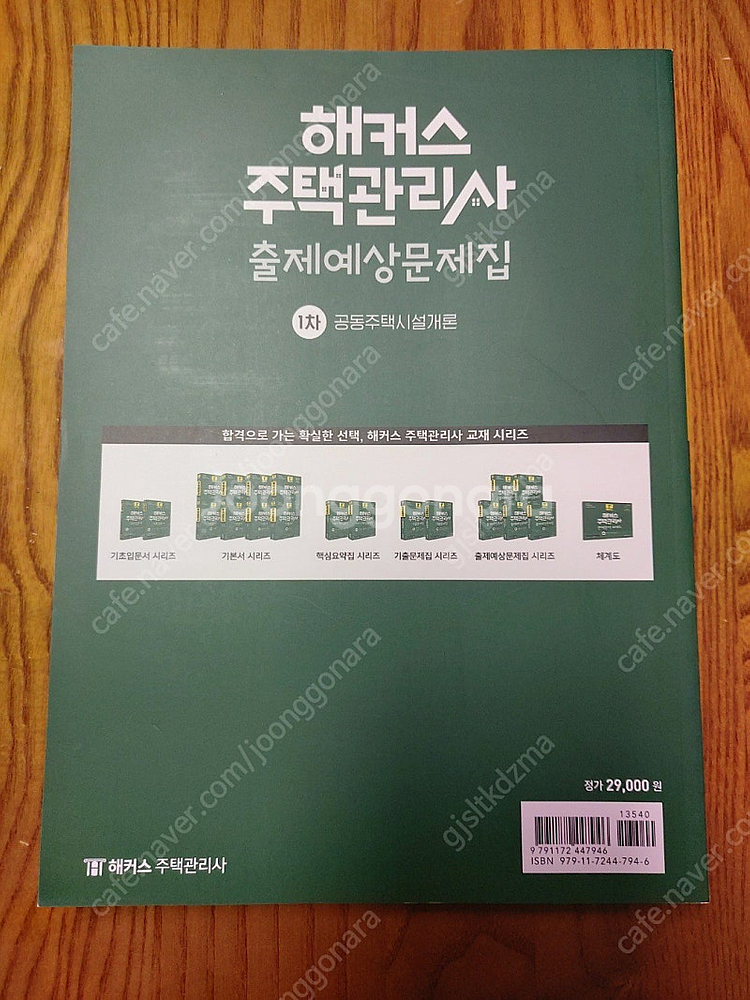 해커스
주택관리사
출제예상문제집
1차 공동주택시설개론
합격으로 가는 확실한 선택, 해커스 주택관리사 교재 시리즈
기초입문서 시리즈
기본서 시리즈
핵심요약집 시리즈
기출문제집 시리즈
출제예상문제집 시리즈
체계도
정가 29,000 원
13540
9 791172 447946
ISBN 979-11-7244-794-6
해커스 주택관리사
joonggonara
cafe.naver.com/joonggonara
gjsltkdzma
cafe.naver.com